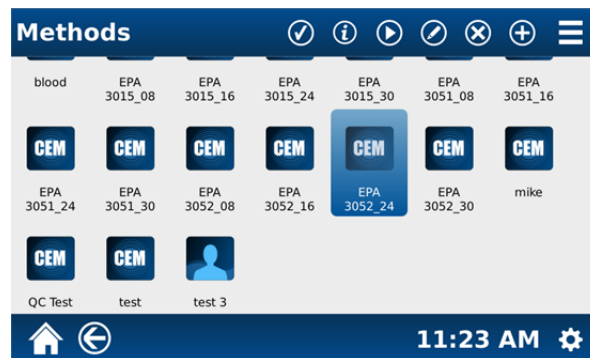 Methods
blood EPA EPA EPA EPA EPA EPA
3015_08 3015_16 3015_24 3015_30 3051_08 3051_16
CEM CEM CEM CEM CEM CEM CEM
EPA EPA EPA EPA EPA EPA mike
3051_24 3051_30 3052_08 3052_16 3052_24 3052_30
CEM CEM
QC Test test test 3
11:23 AM